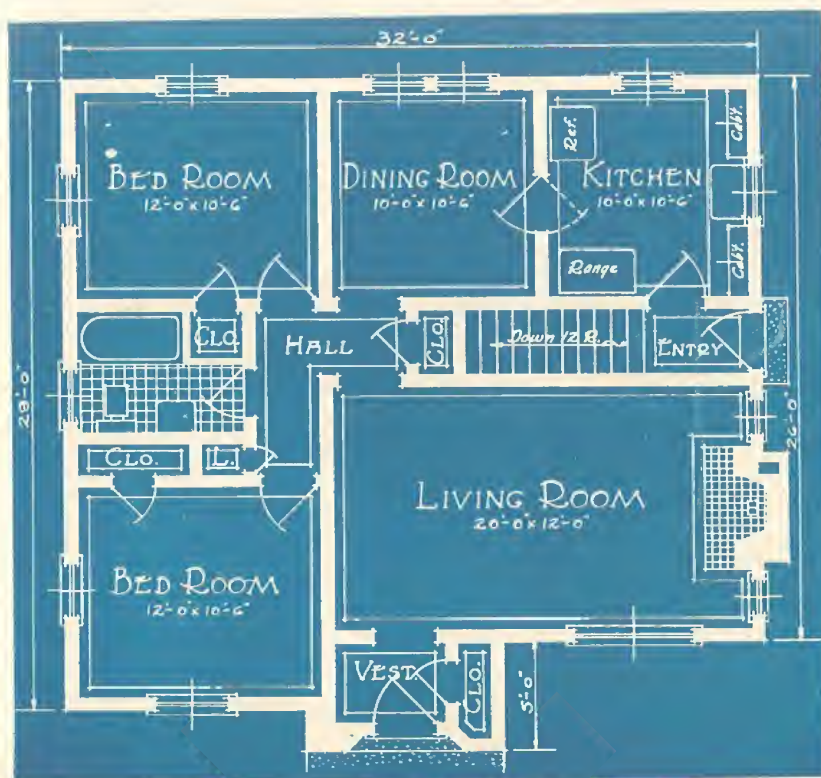 32'-0"
BED ROOM
12'-0" x 10'-6"
DINING ROOM
10'-0" x 10'-6"
KITCHEN
10'-0" x 10'-6"
Ref.
Cab't.
Range
Cab't.
CLO.
HALL
CLO.
Down 12 R.
ENTRY
26'-0"
CLO.
L.
LIVING ROOM
20'-0" x 12'-0"
BED ROOM
12'-0" x 10'-6"
VEST.
CLO.
5'-0"